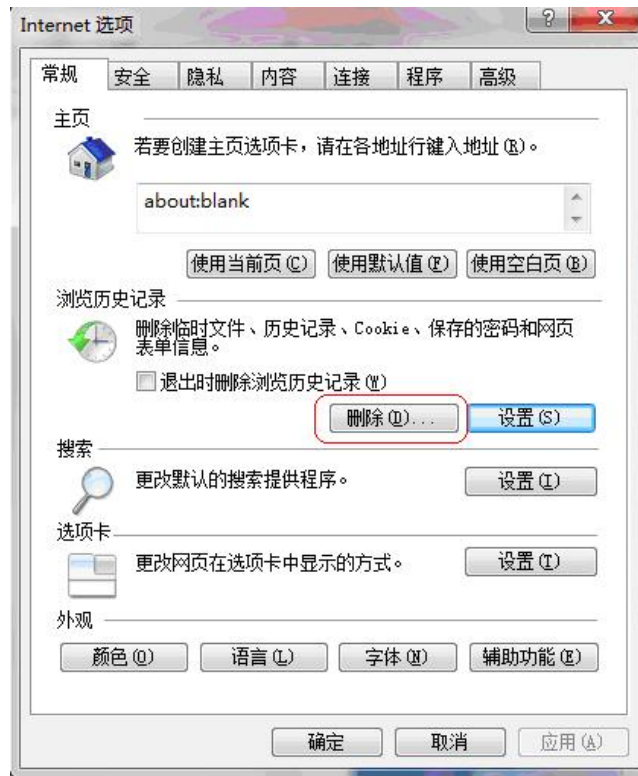 Internet 选项
常规 安全 隐私 内容 连接 程序 高级
主页
若要创建主页选项卡，请在各地址行键入地址(R)。
about:blank
使用当前页(C) 使用默认值(F) 使用空白页(B)
浏览历史记录
删除临时文件、历史记录、Cookie、保存的密码和网页
表单信息。
退出时删除浏览历史记录(W)
删除(D)... 设置(S)
搜索
更改默认的搜索提供程序。 设置(I)
选项卡
更改网页在选项卡中显示的方式。 设置(T)
外观
颜色(O) 语言(L) 字体(N) 辅助功能(E)
确定 取消 应用(A)